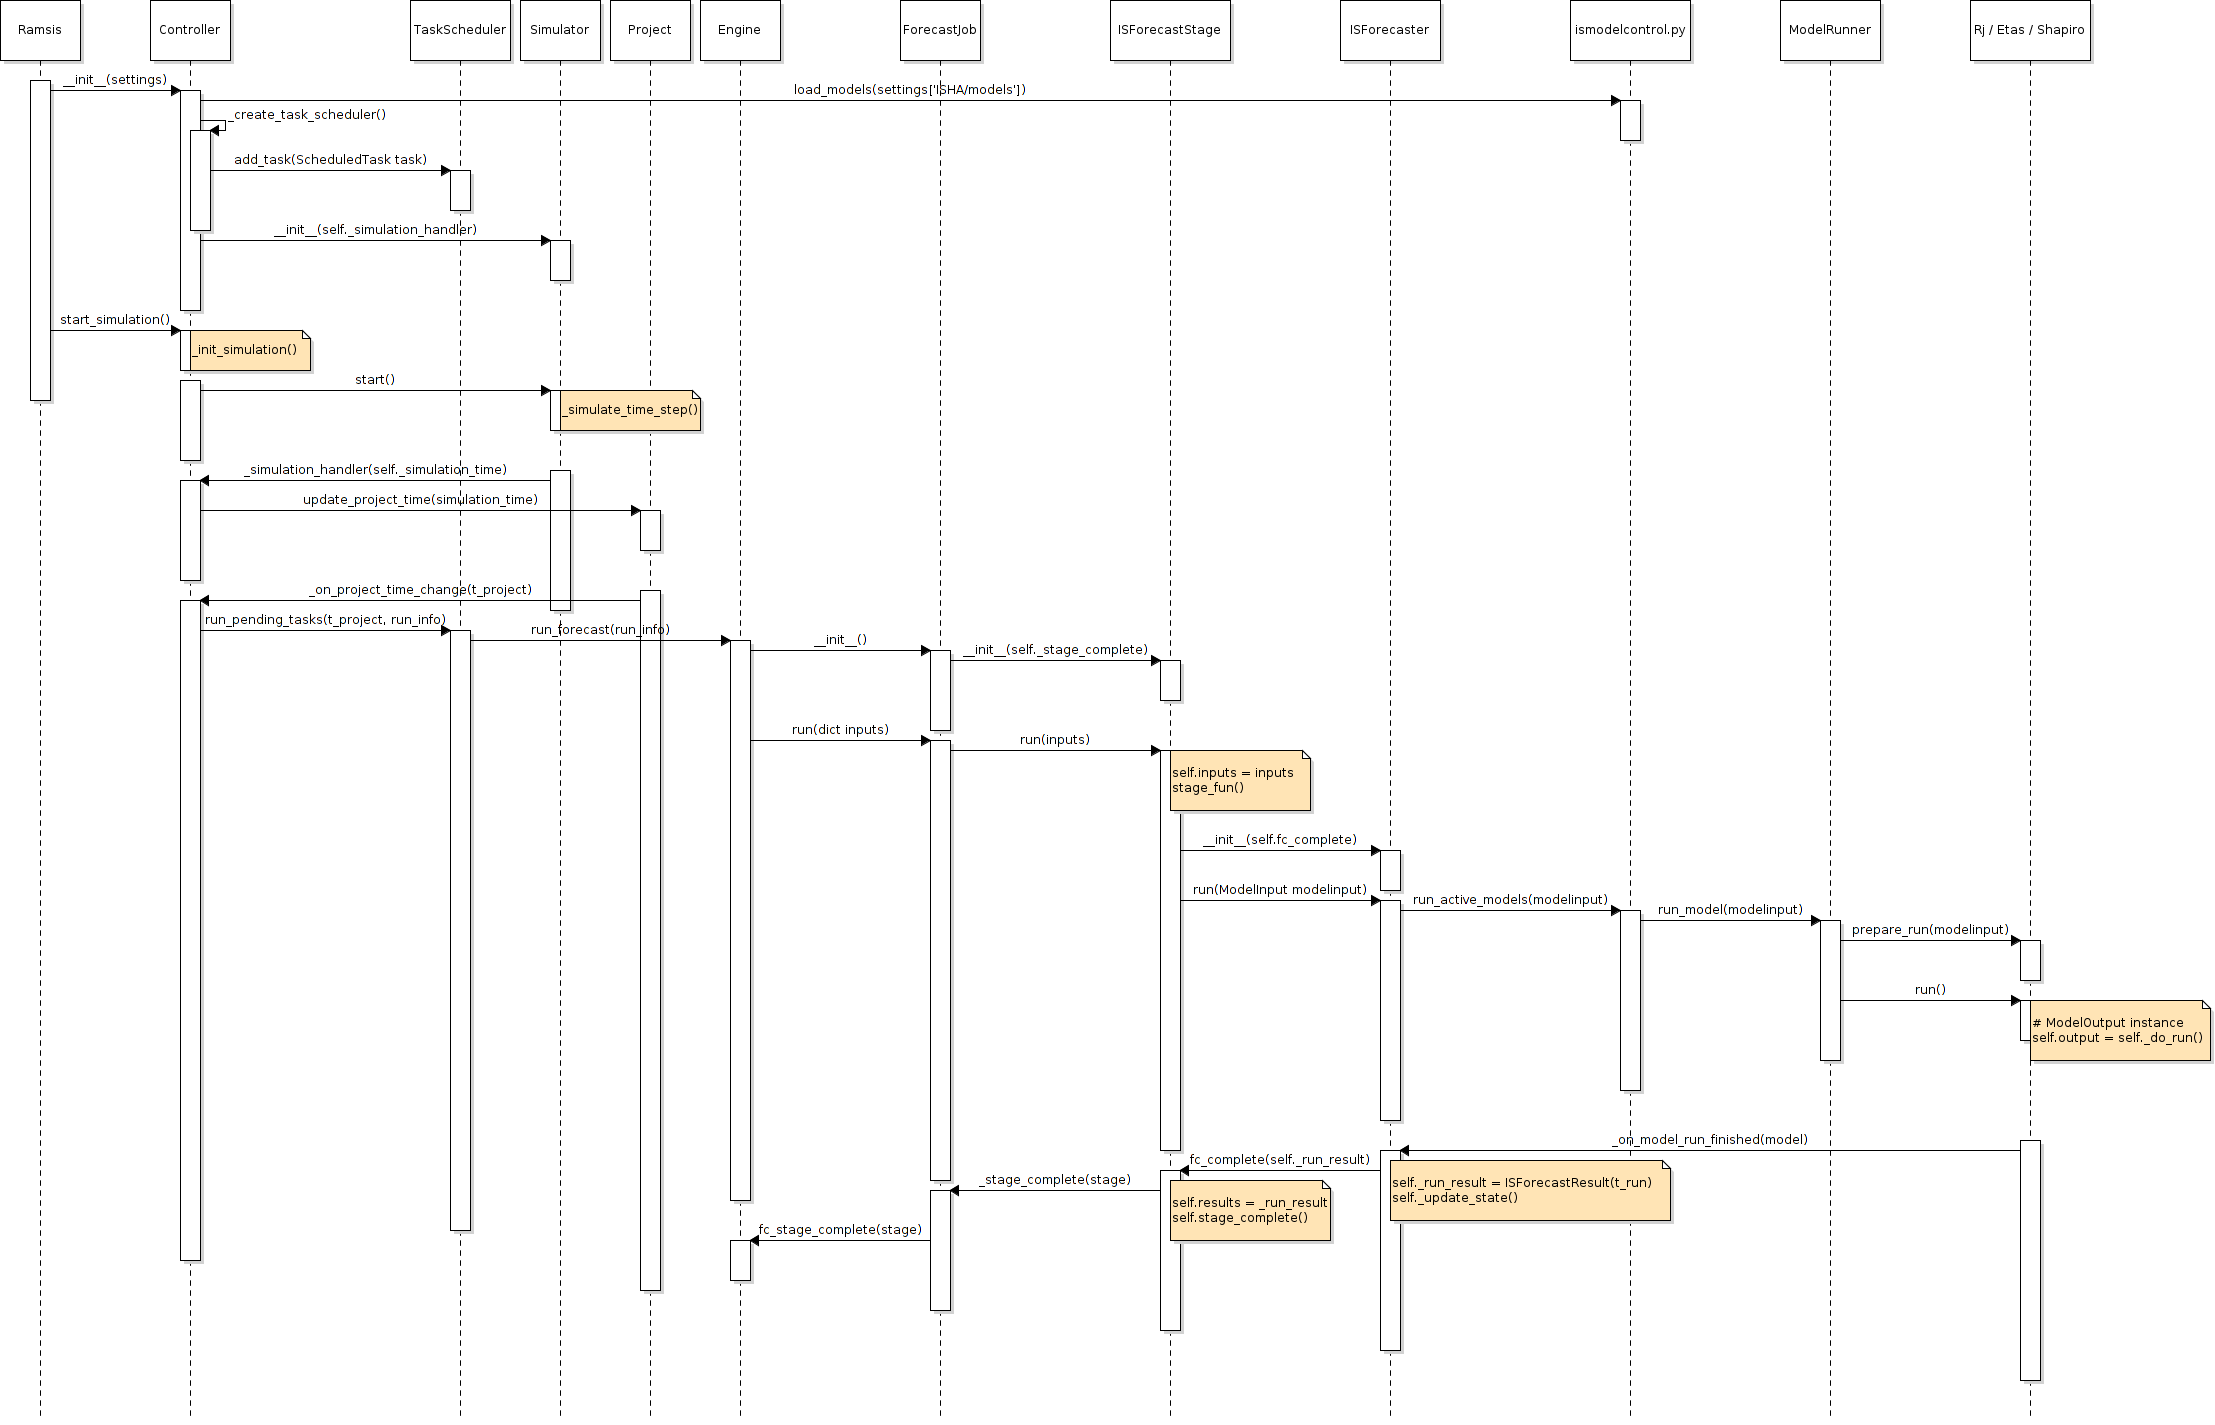 Ramsis
Controller
TaskScheduler
Simulator
Project
Engine
ForecastJob
ISForecastStage
ISForecaster
ismodelcontrol.py
ModelRunner
Rj / Etas / Shapiro
__init__(settings)
load_models(settings['ISHA/models'])
_create_task_scheduler()
add_task(ScheduledTask task)
__init__(self._simulation_handler)
start_simulation()
_init_simulation()
start()
_simulate_time_step()
_simulation_handler(self._simulation_time)
update_project_time(simulation_time)
_on_project_time_change(t_project)
run_pending_tasks(t_project, run_info)
run_forecast(run_info)
__init__()
__init__(self._stage_complete)
run(dict inputs)
run(inputs)
self.inputs = inputs
stage_fun()
__init__(self.fc_complete)
run(ModelInput modelinput)
run_active_models(modelinput)
run_model(modelinput)
prepare_run(modelinput)
run()
# ModelOutput instance
self.output = self._do_run()
_on_model_run_finished(model)
fc_complete(self._run_result)
self._run_result = ISForecastResult(t_run)
self._update_state()
_stage_complete(stage)
self.results = _run_result
self.stage_complete()
fc_stage_complete(stage)